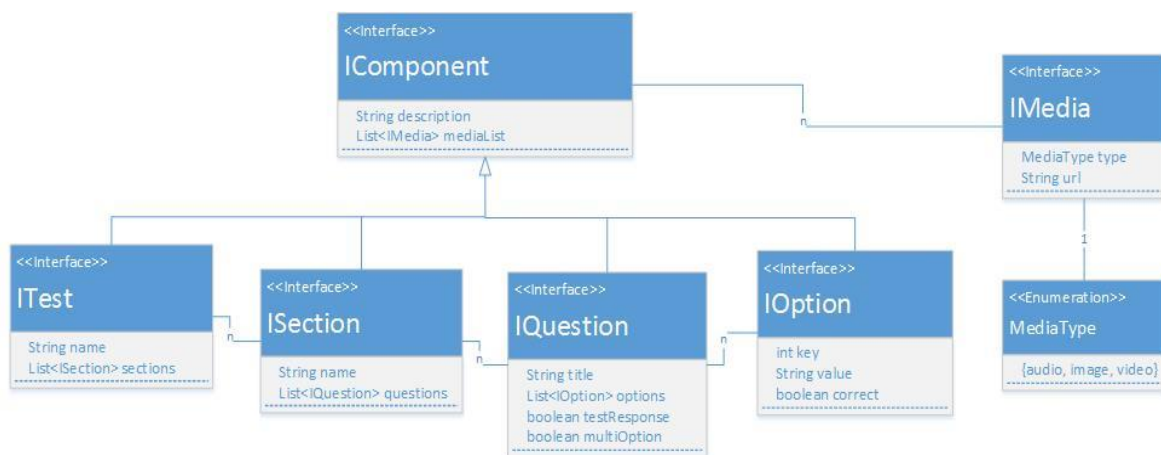 <<Interface>>
IComponent
String description
List<IMedia> mediaList
<<Interface>>
IMedia
MediaType type
String url
n
1
<<Interface>>
ITest
String name
List<ISection> sections
n
<<Interface>>
ISection
String name
List<IQuestion> questions
n
<<Interface>>
IQuestion
String title
List<IOption> options
boolean testResponse
boolean multiOption
n
<<Interface>>
IOption
int key
String value
boolean correct
<<Enumeration>>
MediaType
{audio, image, video}